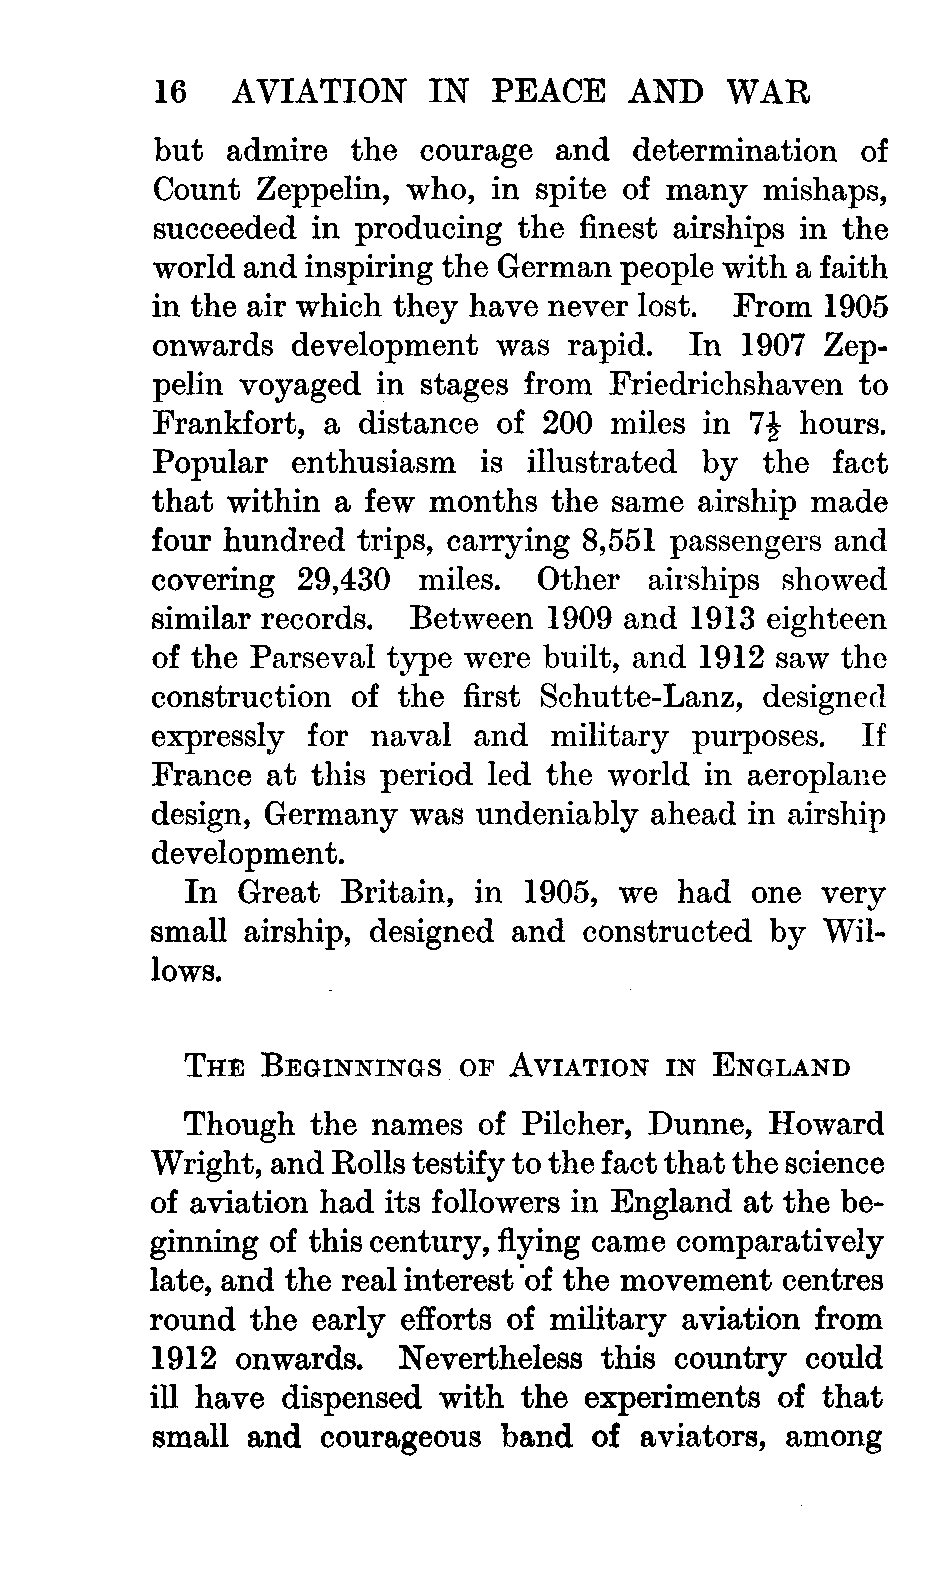 16 AVIATION IN PEACE AND WAR
but admire the courage and determination of
Count Zeppelin, who, in spite of many mishaps,
succeeded in producing the finest airships in the
world and inspiring the German people with a faith
in the air which they have never lost. From 1905
onwards development was rapid. In 1907 Zep-
pelin voyaged in stages from Friedrichshaven to
Frankfort, a distance of 200 miles in 7½ hours.
Popular enthusiasm is illustrated by the fact
that within a few months the same airship made
four hundred trips, carrying 8,551 passengers and
covering 29,430 miles. Other airships showed
similar records. Between 1909 and 1913 eighteen
of the Parseval type were built, and 1912 saw the
construction of the first Schutte-Lanz, designed
expressly for naval and military purposes. If
France at this period led the world in aeroplane
design, Germany was undeniably ahead in airship
development.
In Great Britain, in 1905, we had one very
small airship, designed and constructed by Wil-
lows.
THE BEGINNINGS OF AVIATION IN ENGLAND
Though the names of Pilcher, Dunne, Howard
Wright, and Rolls testify to the fact that the science
of aviation had its followers in England at the be-
ginning of this century, flying came comparatively
late, and the real interest of the movement centres
round the early efforts of military aviation from
1912 onwards. Nevertheless this country could
ill have dispensed with the experiments of that
small and courageous band of aviators, among